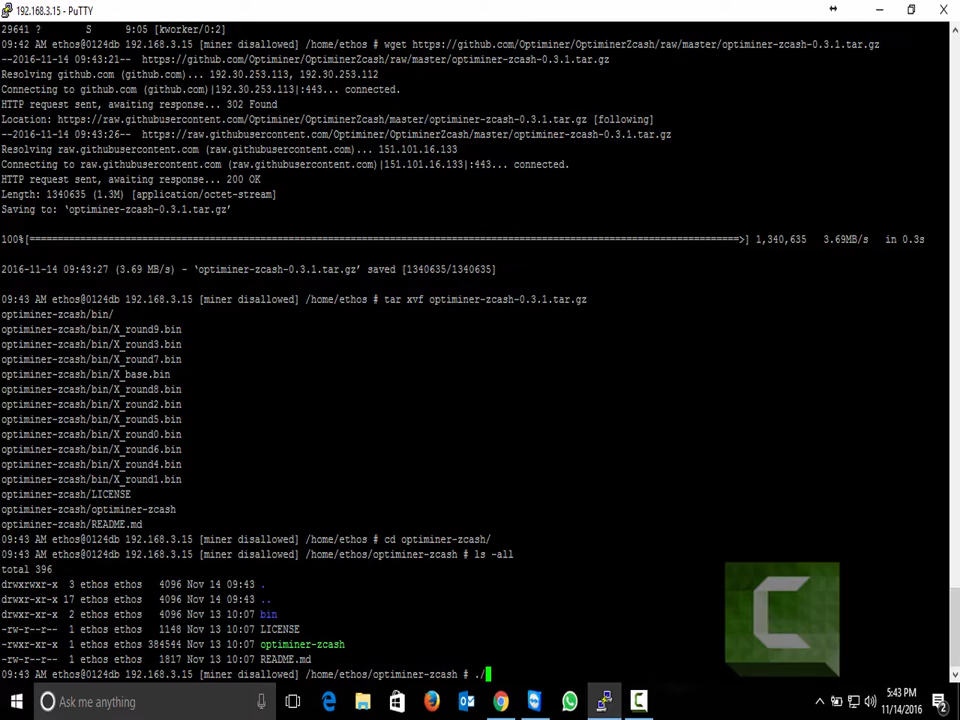 192.168.3.15 - PuTTY
29641 ?        S      9:05 [kworker/0:2]
09:42 AM ethos@0124db 192.168.3.15 [miner disallowed] /home/ethos # wget https://github.com/Optiminer/OptiminerZcash/raw/master/optiminer-zcash-0.3.1.tar.gz
--2016-11-14 09:43:21--  https://github.com/Optiminer/OptiminerZcash/raw/master/optiminer-zcash-0.3.1.tar.gz
Resolving github.com (github.com)... 192.30.253.113, 192.30.253.112
Connecting to github.com (github.com)|192.30.253.113|:443... connected.
HTTP request sent, awaiting response... 302 Found
Location: https://raw.githubusercontent.com/Optiminer/OptiminerZcash/master/optiminer-zcash-0.3.1.tar.gz [following]
--2016-11-14 09:43:26--  https://raw.githubusercontent.com/Optiminer/OptiminerZcash/master/optiminer-zcash-0.3.1.tar.gz
Resolving raw.githubusercontent.com (raw.githubusercontent.com)... 151.101.16.133
Connecting to raw.githubusercontent.com (raw.githubusercontent.com)|151.101.16.133|:443... connected.
HTTP request sent, awaiting response... 200 OK
Length: 1340635 (1.3M) [application/octet-stream]
Saving to: ‘optiminer-zcash-0.3.1.tar.gz’
100%[==============================================================================================>] 1,340,635   3.69MB/s   in 0.3s
2016-11-14 09:43:27 (3.69 MB/s) - ‘optiminer-zcash-0.3.1.tar.gz’ saved [1340635/1340635]
09:43 AM ethos@0124db 192.168.3.15 [miner disallowed] /home/ethos # tar xvf optiminer-zcash-0.3.1.tar.gz
optiminer-zcash/bin/
optiminer-zcash/bin/X_round9.bin
optiminer-zcash/bin/X_round3.bin
optiminer-zcash/bin/X_round7.bin
optiminer-zcash/bin/X_base.bin
optiminer-zcash/bin/X_round8.bin
optiminer-zcash/bin/X_round2.bin
optiminer-zcash/bin/X_round5.bin
optiminer-zcash/bin/X_round0.bin
optiminer-zcash/bin/X_round6.bin
optiminer-zcash/bin/X_round4.bin
optiminer-zcash/bin/X_round1.bin
optiminer-zcash/LICENSE
optiminer-zcash/optiminer-zcash
optiminer-zcash/README.md
09:43 AM ethos@0124db 192.168.3.15 [miner disallowed] /home/ethos # cd optiminer-zcash/
09:43 AM ethos@0124db 192.168.3.15 [miner disallowed] /home/ethos/optiminer-zcash # ls -all
total 396
drwxrwxr-x  3 ethos ethos   4096 Nov 14 09:43 .
drwxrwxr-x 17 ethos ethos   4096 Nov 14 09:43 ..
drwxrwxr-x  2 ethos ethos   4096 Nov 13 10:07 bin
-rw-r--r--  1 ethos ethos   1148 Nov 13 10:07 LICENSE
-rwxr-xr-x  1 ethos ethos 384544 Nov 13 10:07 optiminer-zcash
-rw-r--r--  1 ethos ethos   1817 Nov 13 10:07 README.md
09:43 AM ethos@0124db 192.168.3.15 [miner disallowed] /home/ethos/optiminer-zcash # ./
C
Ask me anything
5:43 PM
11/14/2016
2